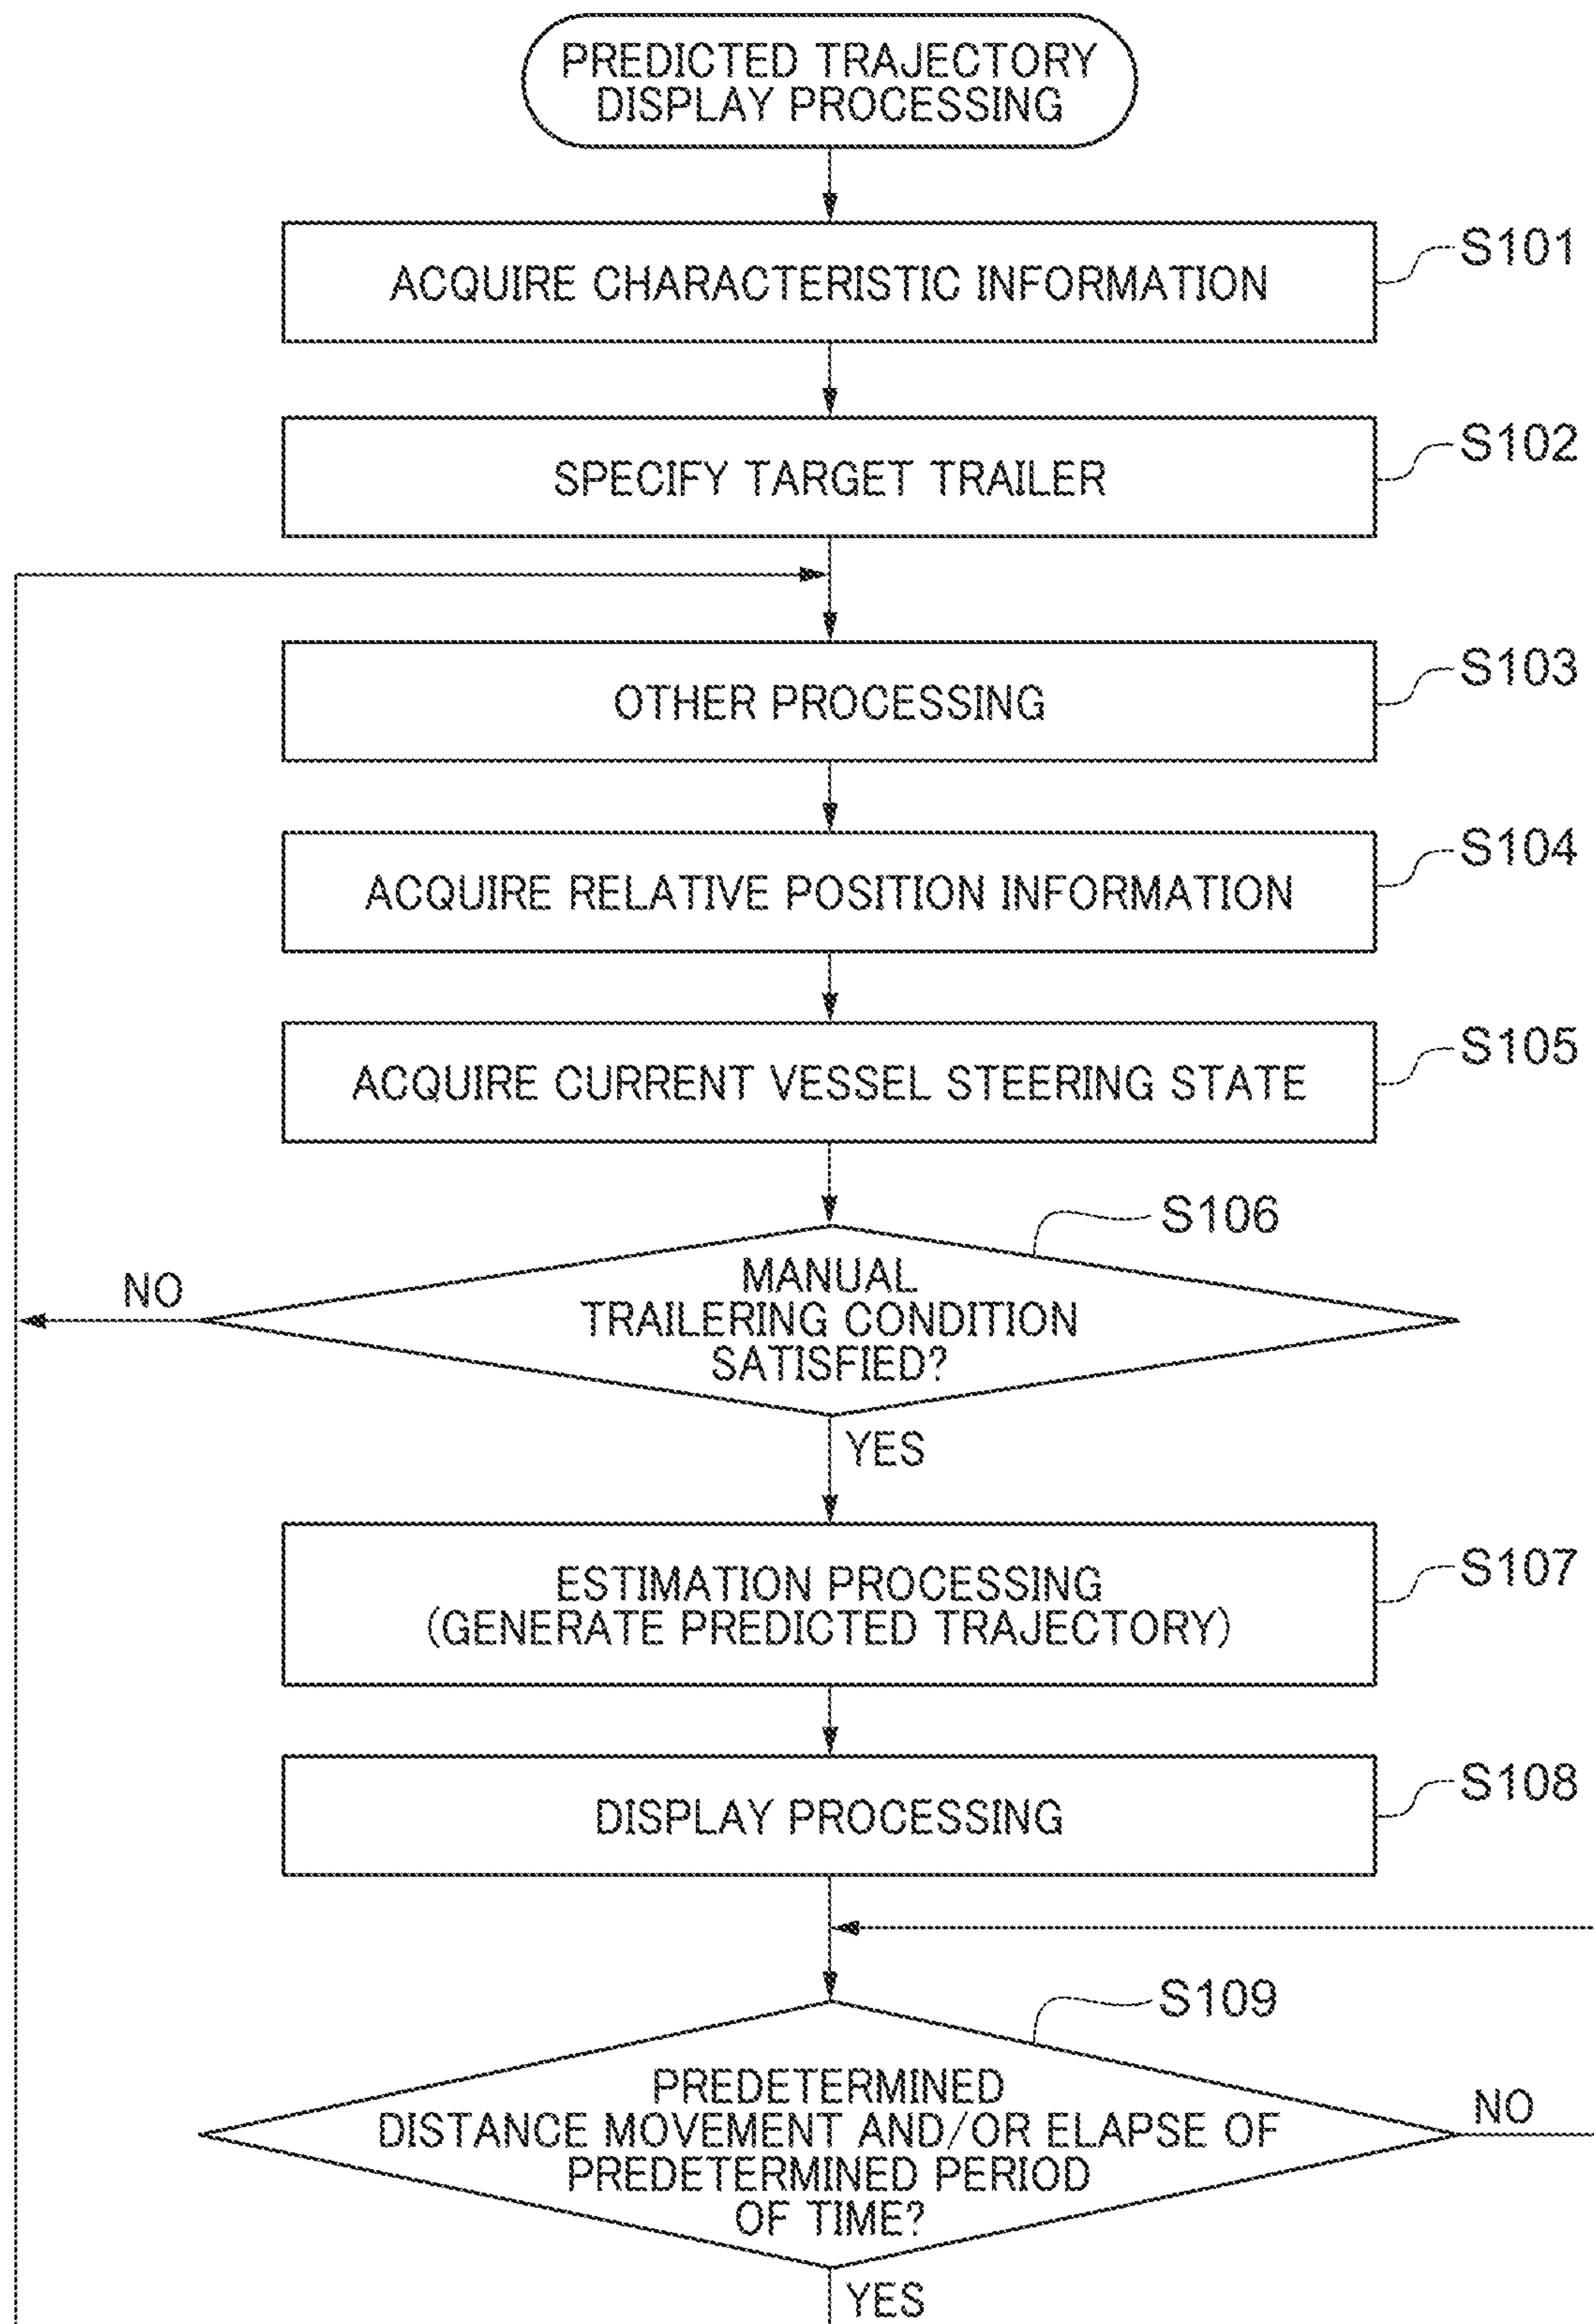 PREDICTED TRAJECTORY
DISPLAY PROCESSING
ACQUIRE CHARACTERISTIC INFORMATION
S101
SPECIFY TARGET TRAILER
S102
OTHER PROCESSING
S103
ACQUIRE RELATIVE POSITION INFORMATION
S104
ACQUIRE CURRENT VESSEL STEERING STATE
S105
S106
MANUAL
TRAILERING CONDITION
SATISFIED?
NO
YES
ESTIMATION PROCESSING
(GENERATE PREDICTED TRAJECTORY)
S107
DISPLAY PROCESSING
S108
S109
PREDETERMINED
DISTANCE MOVEMENT AND/OR ELAPSE OF
PREDETERMINED PERIOD
OF TIME?
NO
YES